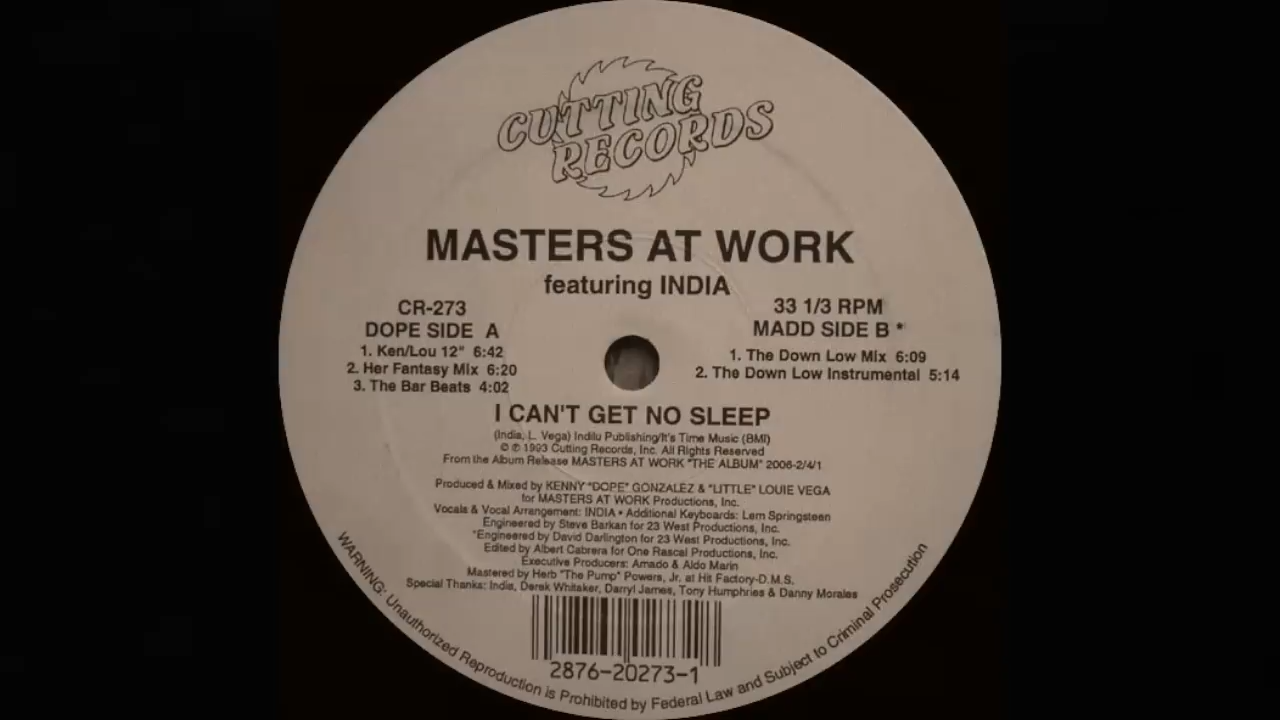 CUTTING
RECORDS
MASTERS AT WORK
featuring INDIA
CR-273
DOPE SIDE A
1. Ken/Lou 12" 6:42
2. Her Fantasy Mix 6:20
3. The Bar Beats 4:02
33 1/3 RPM
MADD SIDE B *
1. The Down Low Mix 6:09
2. The Down Low Instrumental 5:14
I CAN'T GET NO SLEEP
(India, L. Vega) Indilu Publishing/It's Time Music (BMI)
© ℗ 1993 Cutting Records, Inc. All Rights Reserved
From the Album Release MASTERS AT WORK "THE ALBUM" 2006-2/4/1
Produced & Mixed by KENNY "DOPE" GONZALEZ & "LITTLE" LOUIE VEGA
for MASTERS AT WORK Productions, Inc.
Vocals & Vocal Arrangement: INDIA • Additional Keyboards: Lem Springsteen
Engineered by Steve Barkan for 23 West Productions, Inc.
*Engineered by David Darlington for 23 West Productions, Inc.
Edited by Albert Cabrera for One Rascal Productions, Inc.
Executive Producers: Amado & Aldo Marin
Mastered by Herb "The Pump" Powers, Jr. at Hit Factory-D.M.S.
Special Thanks: India, Derek Whitaker, Darryl James, Tony Humphries & Danny Morales
2876-20273-1
WARNING: Unauthorized Reproduction is Prohibited by Federal Law and Subject to Criminal Prosecution